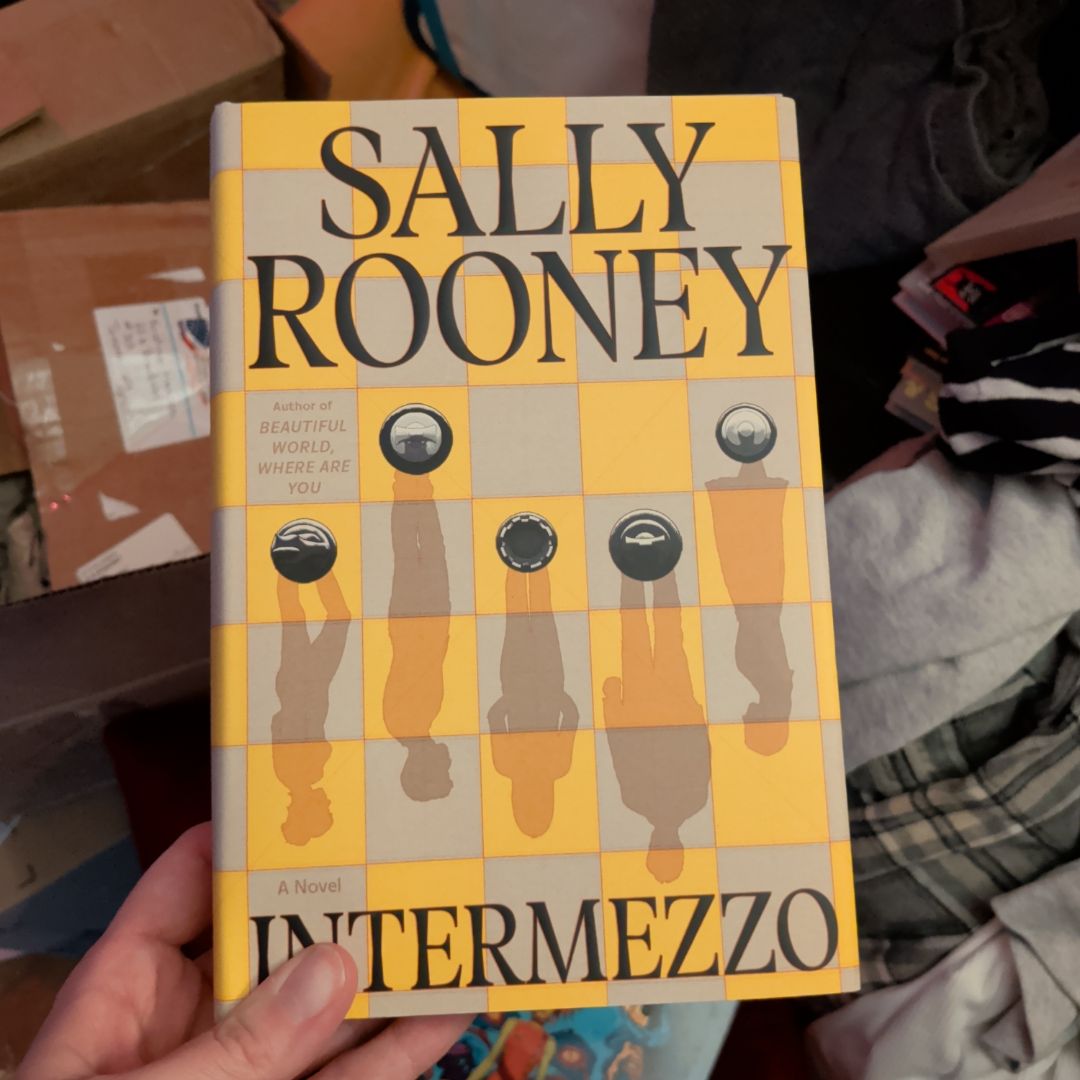 SALLY
ROONEY
Author of
BEAUTIFUL
WORLD,
WHERE ARE
YOU
A Novel
INTERMEZZO